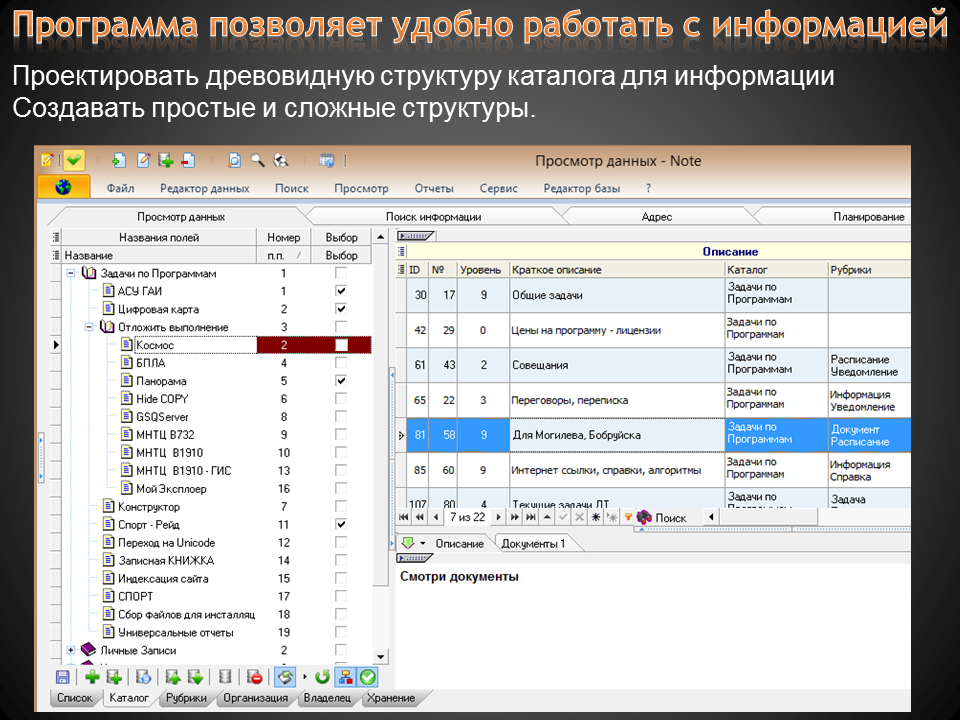 Программа позволяет удобно работать с информацией
Проектировать древовидную структуру каталога для информации
Создавать простые и сложные структуры.
Просмотр данных - Note
Файл Редактор данных Поиск Просмотр Отчеты Сервис Редактор базы ?
Просмотр данных Поиск информации Адрес Планирование
Названия полей Номер Выбор
Название п.п. Выбор
Задачи по Программам 1
АСУ ГАИ 1
Цифровая карта 2
Отложить выполнение 3
Космос 2
БПЛА 4
Панорама 5
Hide COPY 6
GSQServer 8
МНТЦ В732 9
МНТЦ В1910 10
МНТЦ В1910 - ГИС 13
Мой Эксплоер 16
Конструктор 7
Спорт - Рейд 11
Переход на Unicode 12
Записная КНИЖКА 14
Индексация сайта 15
СПОРТ 17
Сбор файлов для инсталляц 18
Универсальные отчеты 19
Личные Записи 2
Список Каталог Рубрики Организация Владелец Хранение
Описание
ID № Уровень Краткое описание Каталог Рубрики
30 17 9 Общие задачи Задачи по
Программам
42 29 0 Цены на программу - лицензии Задачи по
Программам
61 43 2 Совещания Задачи по Расписание
Программам Уведомление
65 22 3 Переговоры, переписка Задачи по Информация
Программам Уведомление
81 58 9 Для Могилева, Бобруйска Задачи по Документ
Программам Расписание
85 60 9 Интернет ссылки, справки, алгоритмы Задачи по Информация
Программам Справка
107 80 4 Текущие задачи ЛТ Задачи по Задача
7 из 22 Поиск
Описание Документы 1
Смотри документы